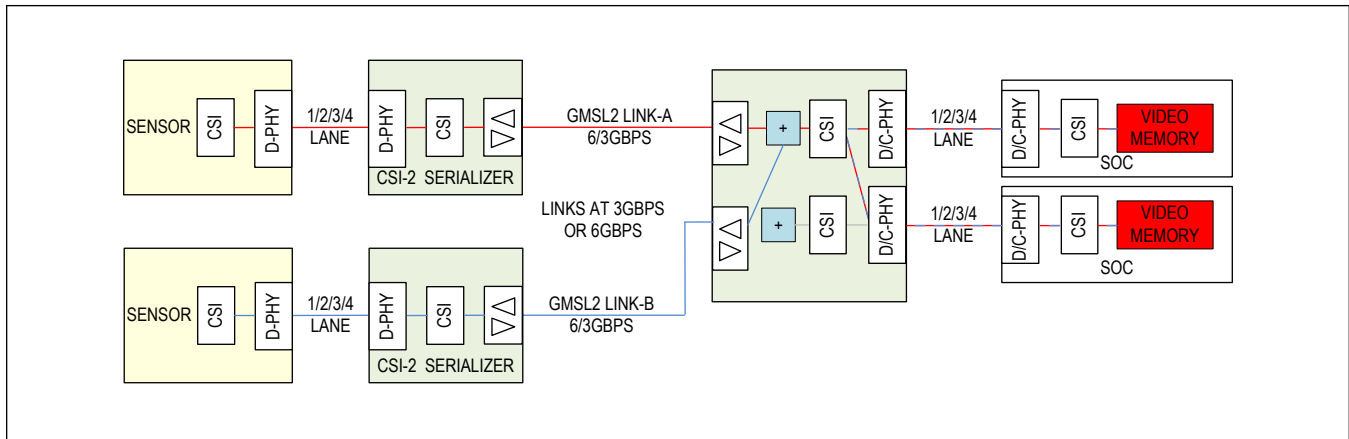 SENSOR
CSI
D-PHY
1/2/3/4
LANE
D-PHY
CSI
CSI-2 SERIALIZER
GMSL2 LINK-A
6/3GBPS
+
CSI
D/C-PHY
1/2/3/4
LANE
D/C-PHY
CSI
VIDEO
MEMORY
SOC
LINKS AT 3GBPS
OR 6GBPS
+
CSI
D/C-PHY
1/2/3/4
LANE
D/C-PHY
CSI
VIDEO
MEMORY
SOC
SENSOR
CSI
D-PHY
1/2/3/4
LANE
D-PHY
CSI
CSI-2 SERIALIZER
GMSL2 LINK-B
6/3GBPS